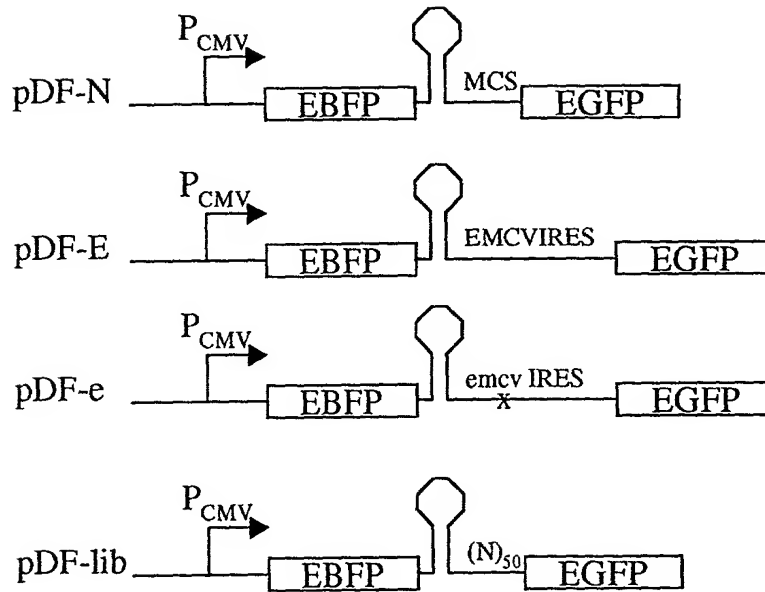 P_CMV
MCS
pDF-N
EBFP
EGFP
P_CMV
EMCVIRES
pDF-E
EBFP
EGFP
P_CMV
emcv IRES
x
pDF-e
EBFP
EGFP
P_CMV
(N)50
pDF-lib
EBFP
EGFP